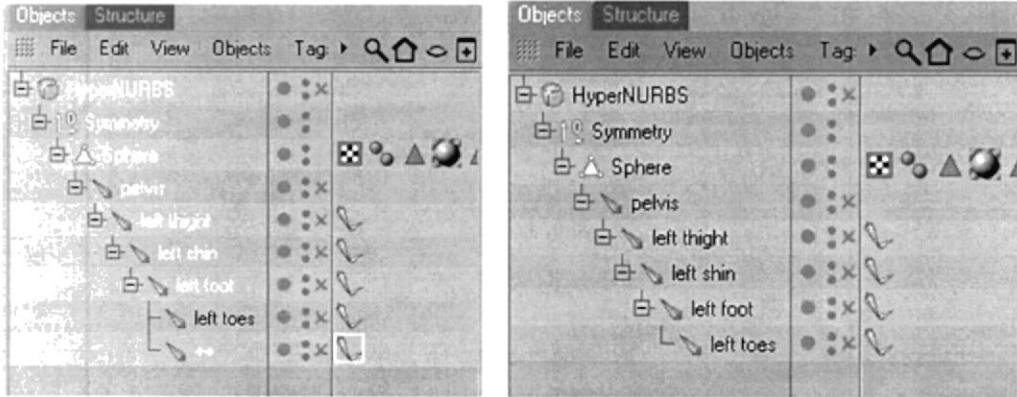 Objects Structure
File Edit View Objects Tag:
HyperNURBS
Symmetry
Sphere
pelvis
left thight
left shin
left foot
left toes
Objects Structure
File Edit View Objects Tag:
HyperNURBS
Symmetry
Sphere
pelvis
left thight
left shin
left foot
left toes